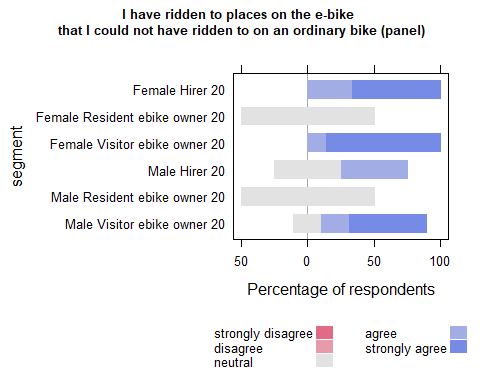 I have ridden to places on the e-bike
that I could not have ridden to on an ordinary bike (panel)
segment
Female Hirer 20
Female Resident ebike owner 20
Female Visitor ebike owner 20
Male Hirer 20
Male Resident ebike owner 20
Male Visitor ebike owner 20
50 0 50 100
Percentage of respondents
strongly disagree
disagree
neutral
agree
strongly agree